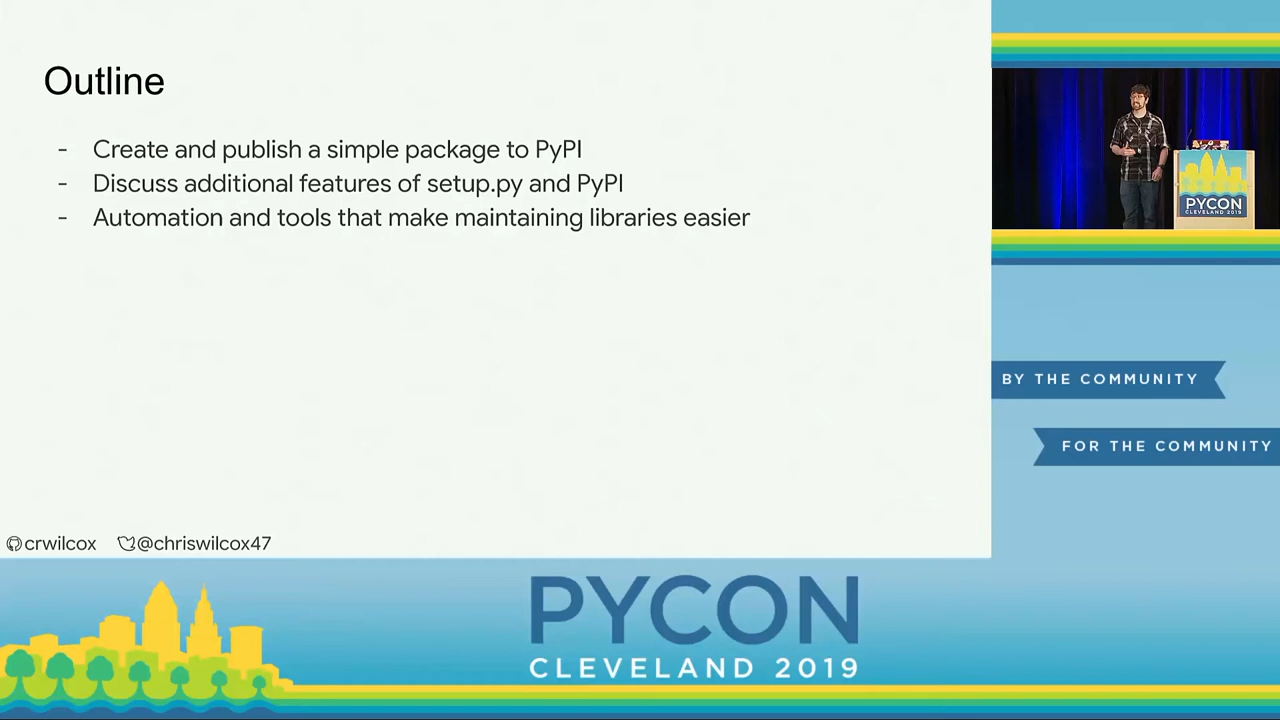 Outline
- Create and publish a simple package to PyPI
- Discuss additional features of setup.py and PyPI
- Automation and tools that make maintaining libraries easier
crwilcox @chriswilcox47
PYCON
CLEVELAND 2019
BY THE COMMUNITY
FOR THE COMMUNITY
PYCON
CLEVELAND 2019